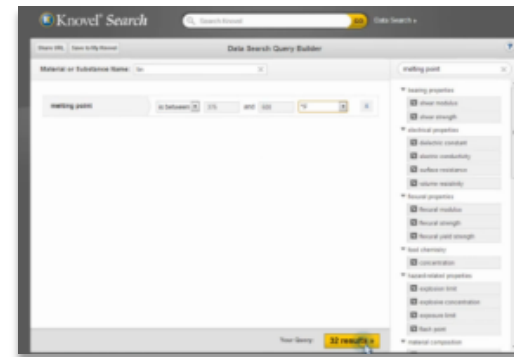 Knovel Search
Search Knovel
Data Search »
Share URL
Save to My Knovel
Data Search Query Builder
?
Material or Substance Name:
melting point
melting point
is between
and
°F
bearing properties
shear modulus
shear strength
electrical properties
dielectric constant
electric conductivity
surface resistance
volume resistivity
flexural properties
flexural modulus
flexural strength
flexural yield strength
food chemistry
concentration
hazard-related properties
explosion limit
explosive concentration
exposure limit
flash point
material composition
Your Query:
32 results »